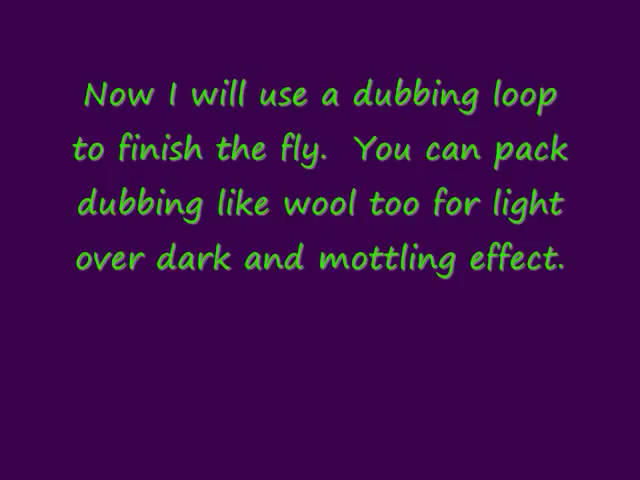 Now I will use a dubbing loop
to finish the fly.  You can pack
dubbing like wool too for light
over dark and mottling effect.